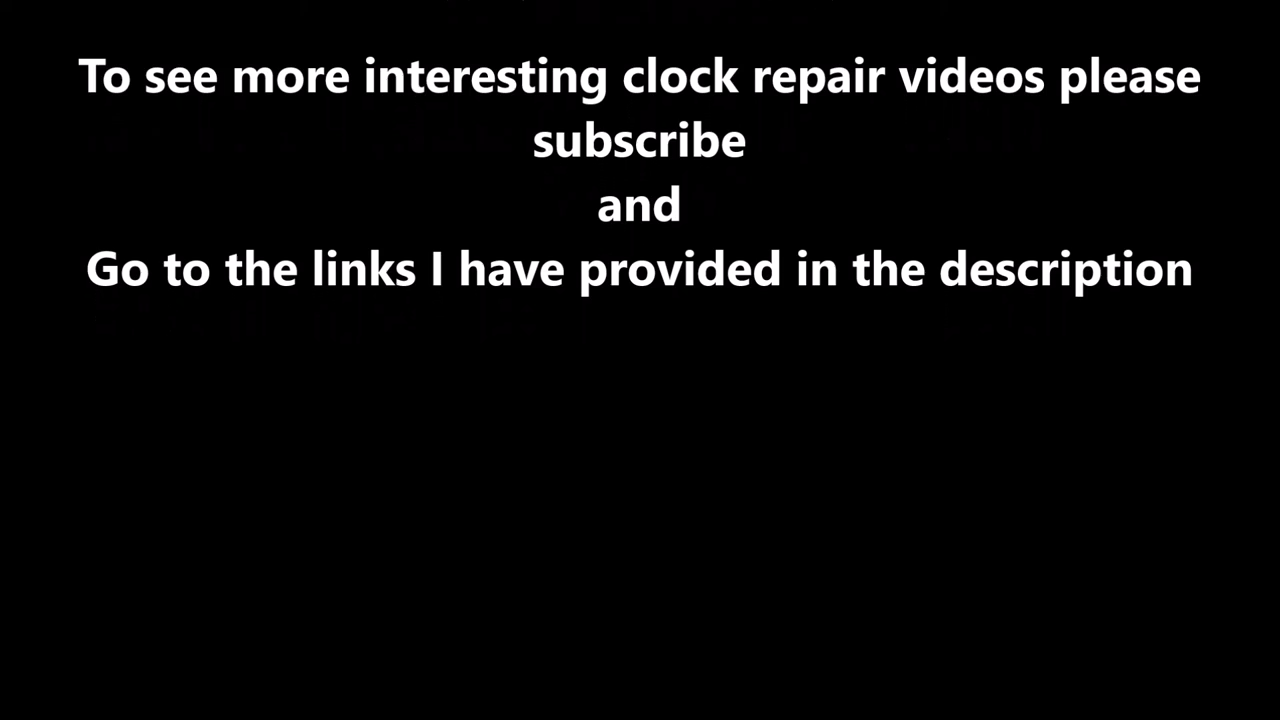 To see more interesting clock repair videos please
subscribe
and
Go to the links I have provided in the description